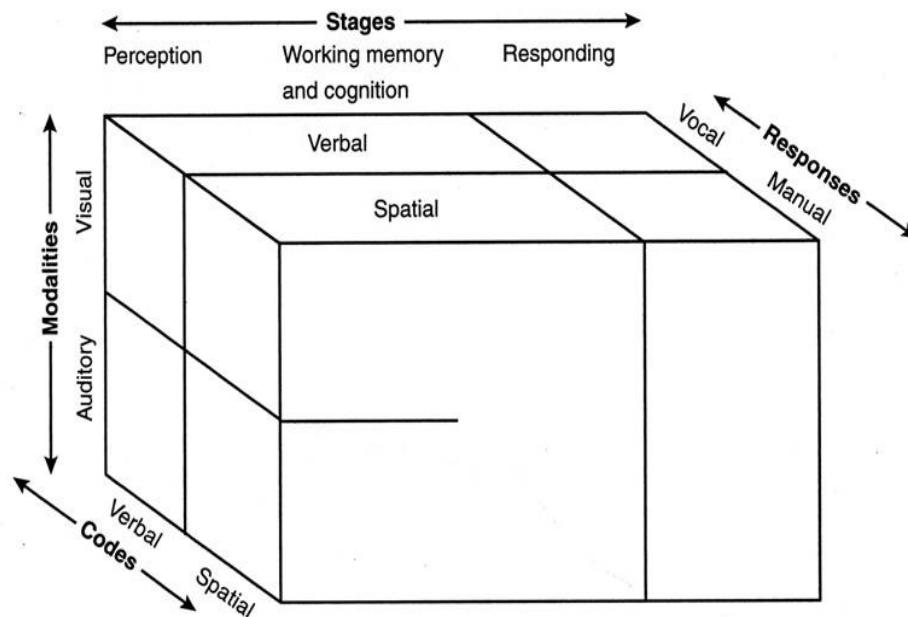 Stages
Perception
Working memory
and cognition
Responding
Verbal
Spatial
Vocal
Manual
Responses
Modalities
Visual
Auditory
Verbal
Spatial
Codes